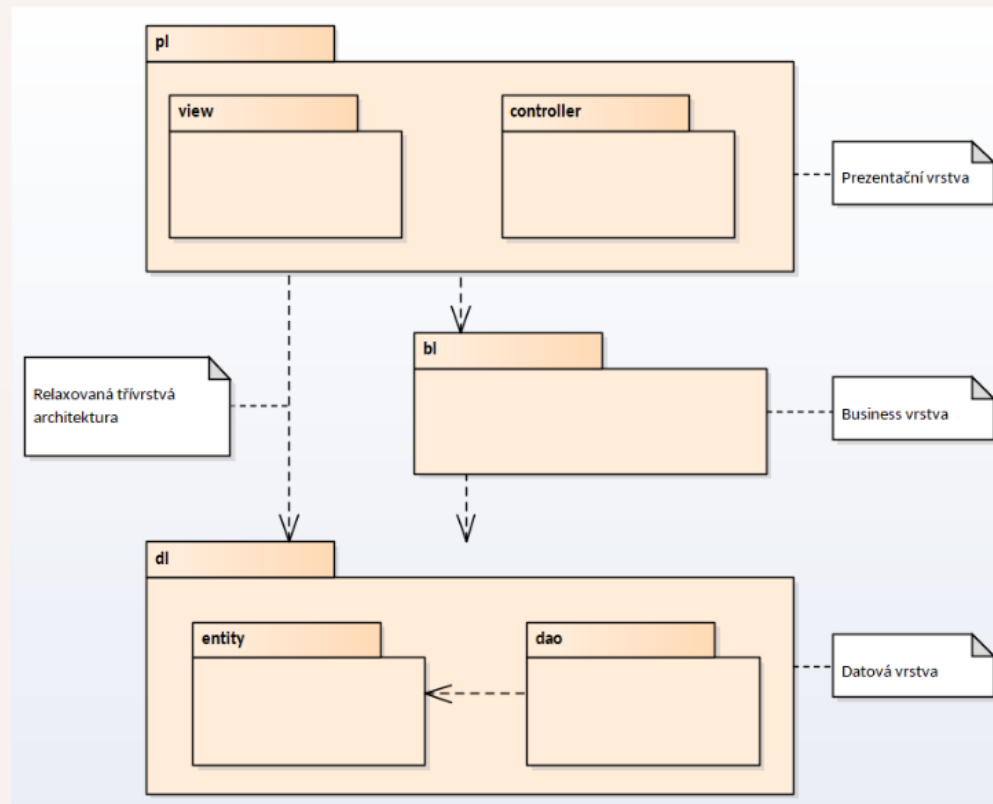 pl
view
controller
Prezentační vrstva
bl
Relaxovaná třívrstvá
architektura
Business vrstva
dl
entity
dao
Datová vrstva